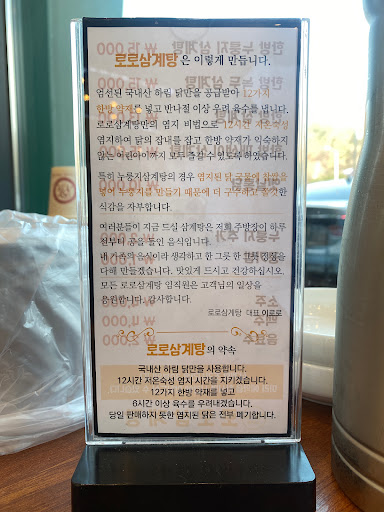 로로삼계탕은 이렇게 만듭니다.
엄선된 국내산 하림 닭만을 공급받아 12가지
한방 약재를 넣고 반나절 이상 우려 육수를 냅니다.
로로삼계탕만의 염지 비법으로 12시간 저온숙성
염지하여 닭의 잡내를 잡고 한방 약재가 익숙하지
않는 어린아이까지 모두 즐길 수 있도록 하였습니다.
특히 누룽지삼계탕의 경우 염지된 닭 국물에 찹쌀을
넣어 누룽지를 만들기 때문에 더 구수하고 쫄깃한
식감을 자부합니다.
여러분들이 지금 드실 삼계탕은 저희 주방장이 하루
전부터 공을 들인 음식입니다.
내 가족의 음식이라 생각하고 한 그릇 한 그릇 정성을
다해 만들겠습니다. 맛있게 드시고 건강하십시오.
모든 로로삼계탕 임직원은 고객님의 일상을
응원합니다. 감사합니다.
로로삼계탕 대표 이로로
로로삼계탕의 약속
국내산 하림 닭만을 사용합니다.
12시간 저온숙성 염지 시간을 지키겠습니다.
12가지 한방 약재를 넣고
6시간 이상 육수를 우려내겠습니다.
당일 판매하지 못한 염지된 닭은 전부 폐기합니다.